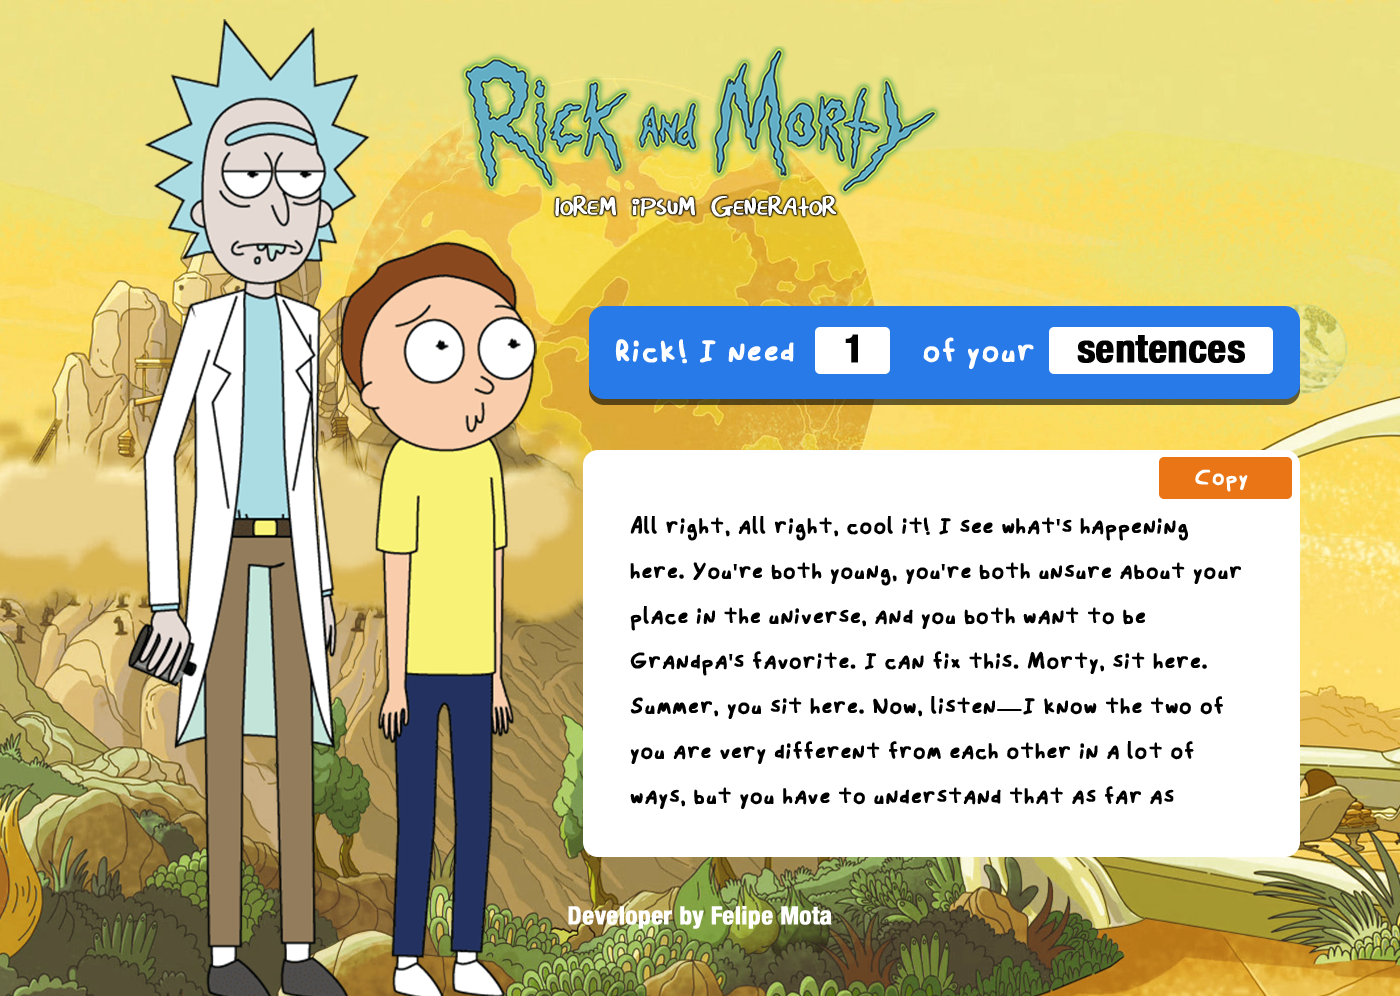 Rick and Morty
lorem ipsum Generator
Rick! I need 1 of your sentences
Copy
All right, all right, cool it! I see what's happening
here. You're both young, you're both unsure about your
place in the universe, and you both want to be
Grandpa's favorite. I can fix this. Morty, sit here.
Summer, you sit here. Now, listen—I know the two of
you are very different from each other in a lot of
ways, but you have to understand that as far as
Developer by Felipe Mota